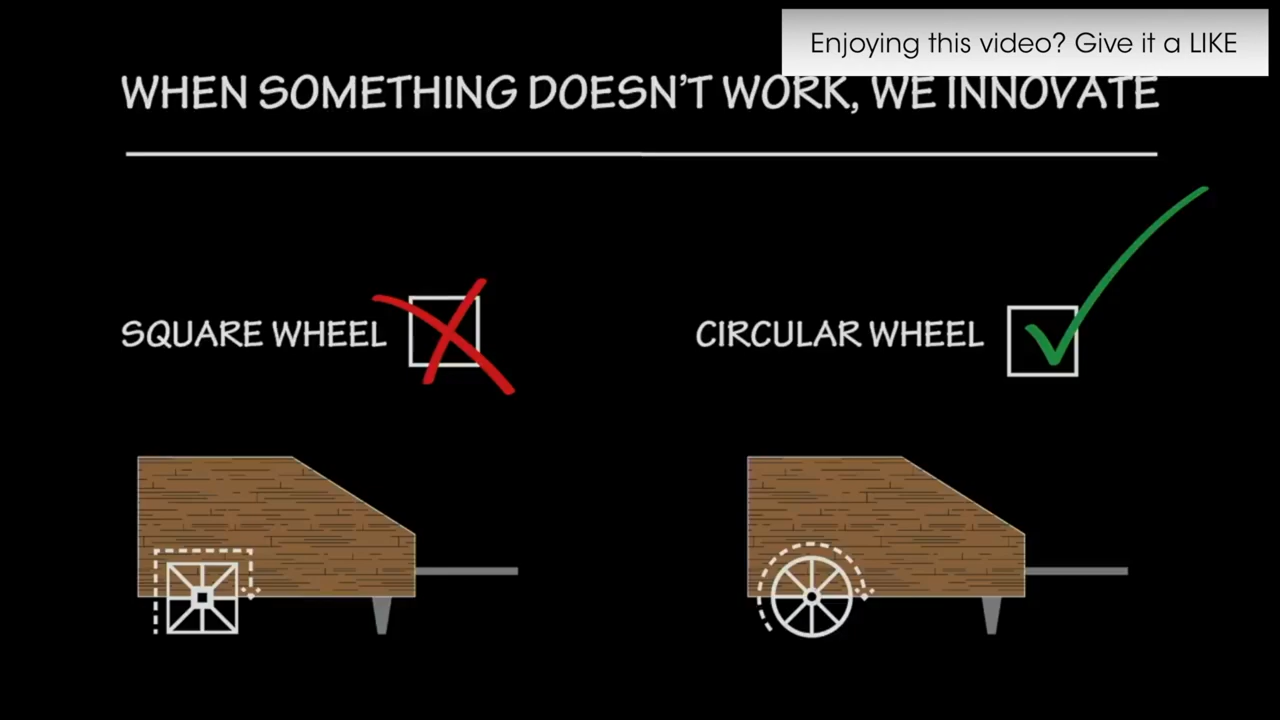 Enjoying this video? Give it a LIKE
WHEN SOMETHING DOESN'T WORK, WE INNOVATE
SQUARE WHEEL
CIRCULAR WHEEL